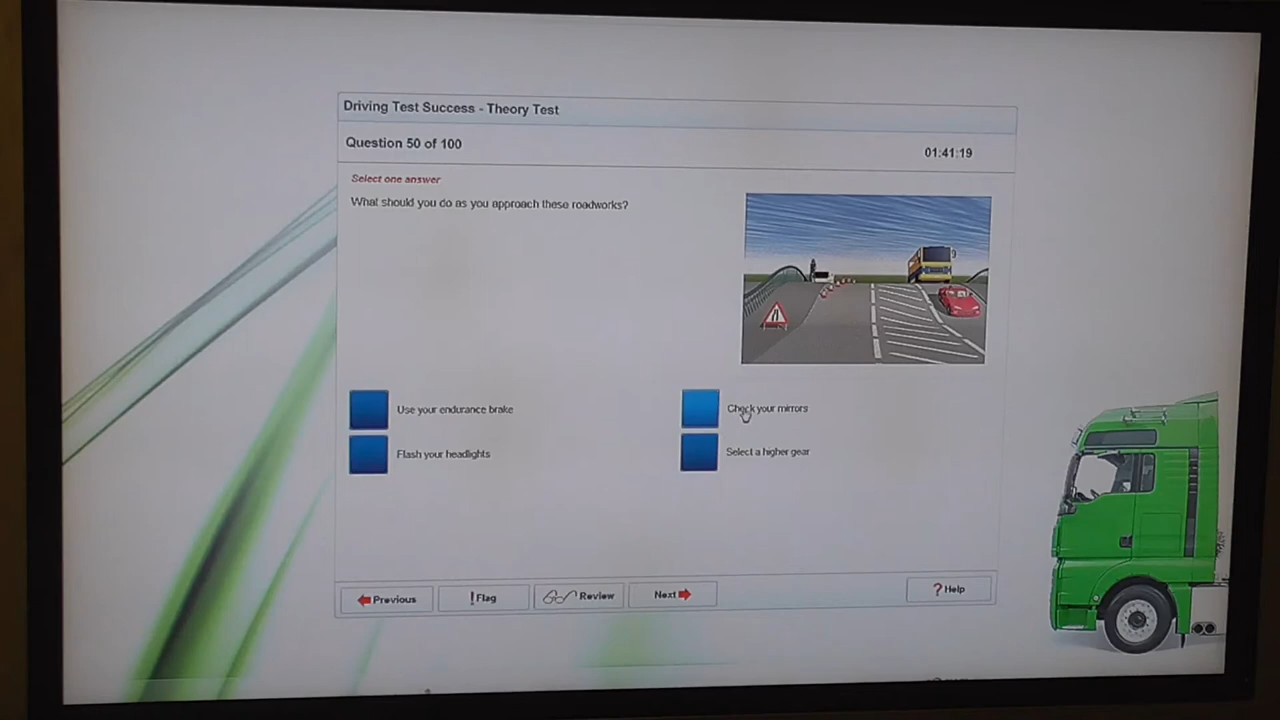 Driving Test Success - Theory Test
Question 50 of 100
01:41:19
Select one answer
What should you do as you approach these roadworks?
Use your endurance brake
Check your mirrors
Flash your headlights
Select a higher gear
Previous
! Flag
Review
Next
? Help